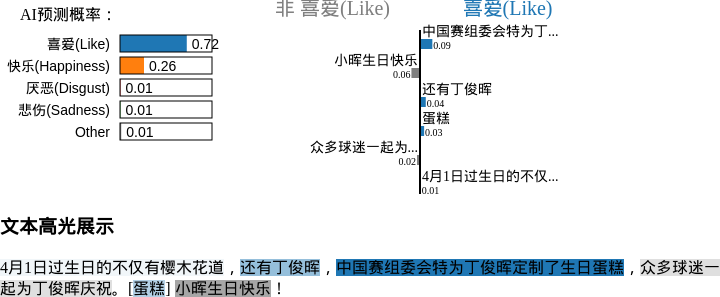 AI预测概率：
喜爱(Like) 0.72
快乐(Happiness) 0.26
厌恶(Disgust) 0.01
悲伤(Sadness) 0.01
Other 0.01
非 喜爱(Like) 喜爱(Like)
中国赛组委会特为丁...
0.09
小晖生日快乐
0.06
还有丁俊晖
0.04
蛋糕
0.03
众多球迷一起为...
0.02
4月1日过生日的不仅...
0.01
文本高光展示
4月1日过生日的不仅有樱木花道，还有丁俊晖，中国赛组委会特为丁俊晖定制了生日蛋糕，众多球迷一
起为丁俊晖庆祝。[蛋糕] 小晖生日快乐！